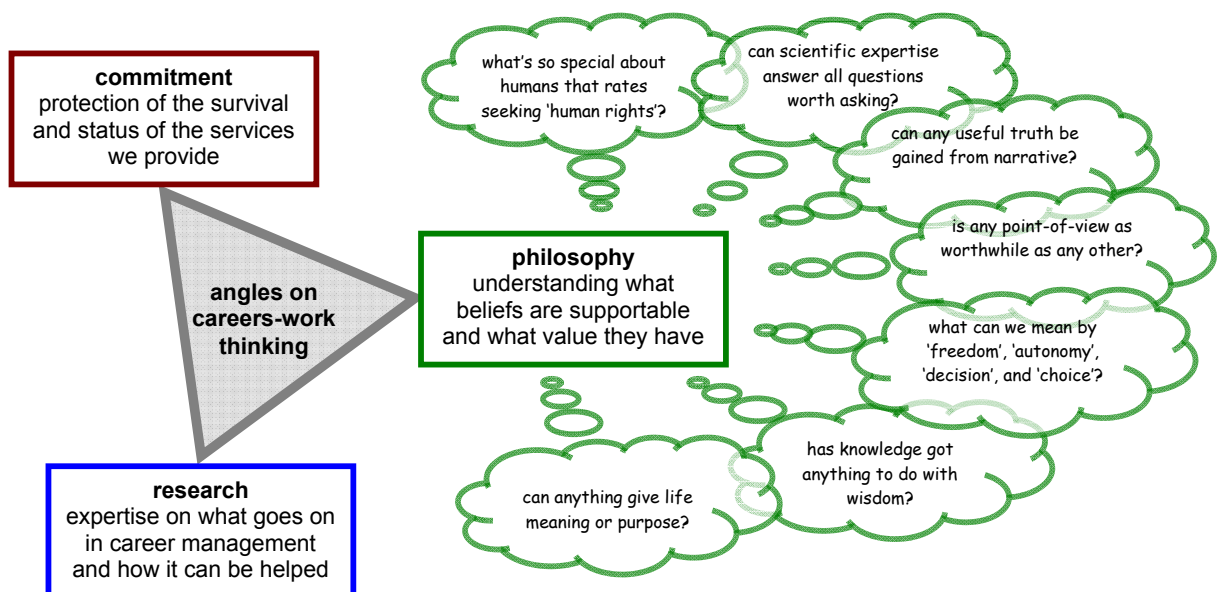 commitment
protection of the survival
and status of the services
we provide
angles on
careers-work
thinking
research
expertise on what goes on
in career management
and how it can be helped
philosophy
understanding what
beliefs are supportable
and what value they have
what's so special about
humans that rates
seeking ‘human rights’?
can scientific expertise
answer all questions
worth asking?
can any useful truth be
gained from narrative?
is any point-of-view as
worthwhile as any other?
what can we mean by
‘freedom’, ‘autonomy’,
‘decision’, and ‘choice’?
has knowledge got
anything to do with
wisdom?
can anything give life
meaning or purpose?